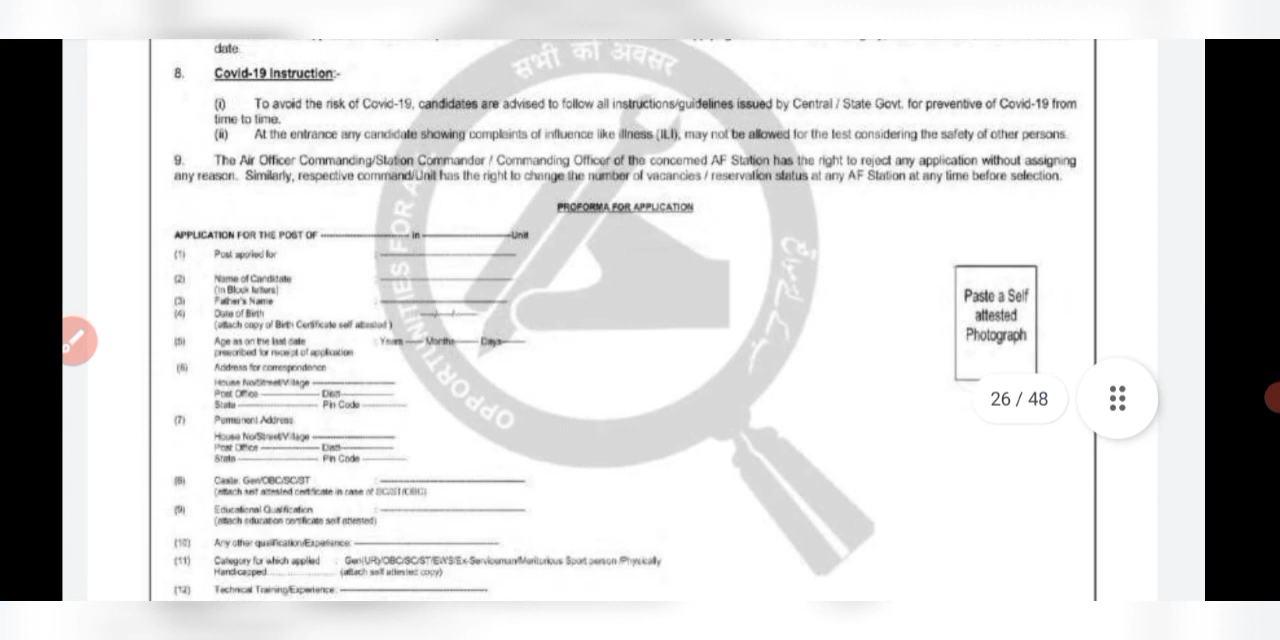 date.
8. Covid-19 Instruction:-
(i) To avoid the risk of Covid-19, candidates are advised to follow all instructions/guidelines issued by Central / State Govt. for preventive of Covid-19 from
time to time.
(ii) At the entrance any candidate showing complaints of influence like illness (ILI), may not be allowed for the test considering the safety of other persons.
9. The Air Officer Commanding/Station Commander / Commanding Officer of the concerned AF Station has the right to reject any application without assigning
any reason. Similarly, respective command/Unit has the right to change the number of vacancies / reservation status at any AF Station at any time before selection.
PROFORMA FOR APPLICATION
APPLICATION FOR THE POST OF ---------------------- in ----------------------Unit
(1) Post applied for :
(2) Name of Candidate :
(In Block letters)
(3) Father's Name :
(4) Date of Birth
(attach copy of Birth Certificate self attested )
(5) Age as on the last date : Years ---- Months ---- Days----
prescribed for receipt of application
(6) Address for correspondence
House No/Street/Village ----------------
Post Office ------------ Distt------------
State ---------------- Pin Code ---------
(7) Permanent Address
House No/Street/Village ----------------
Post Office ------------ Distt------------
State ---------------- Pin Code ---------
(8) Caste: Gen/OBC/SC/ST :
(attach self attested certificate in case of SC/ST/OBC)
(9) Educational Qualification :
(attach education certificate self attested)
(10) Any other qualification/Experience: ----------------
(11) Category for which applied : Gen(UR)/OBC/SC/ST/EWS/Ex-Serviceman/Meritorious Sport person /Physically
Handicapped.................... (attach self attested copy)
(12) Technical Training/Experience: ----------------
Paste a Self
attested
Photograph
26 / 48
सभी को अवसर
OPPORTUNITIES FOR A